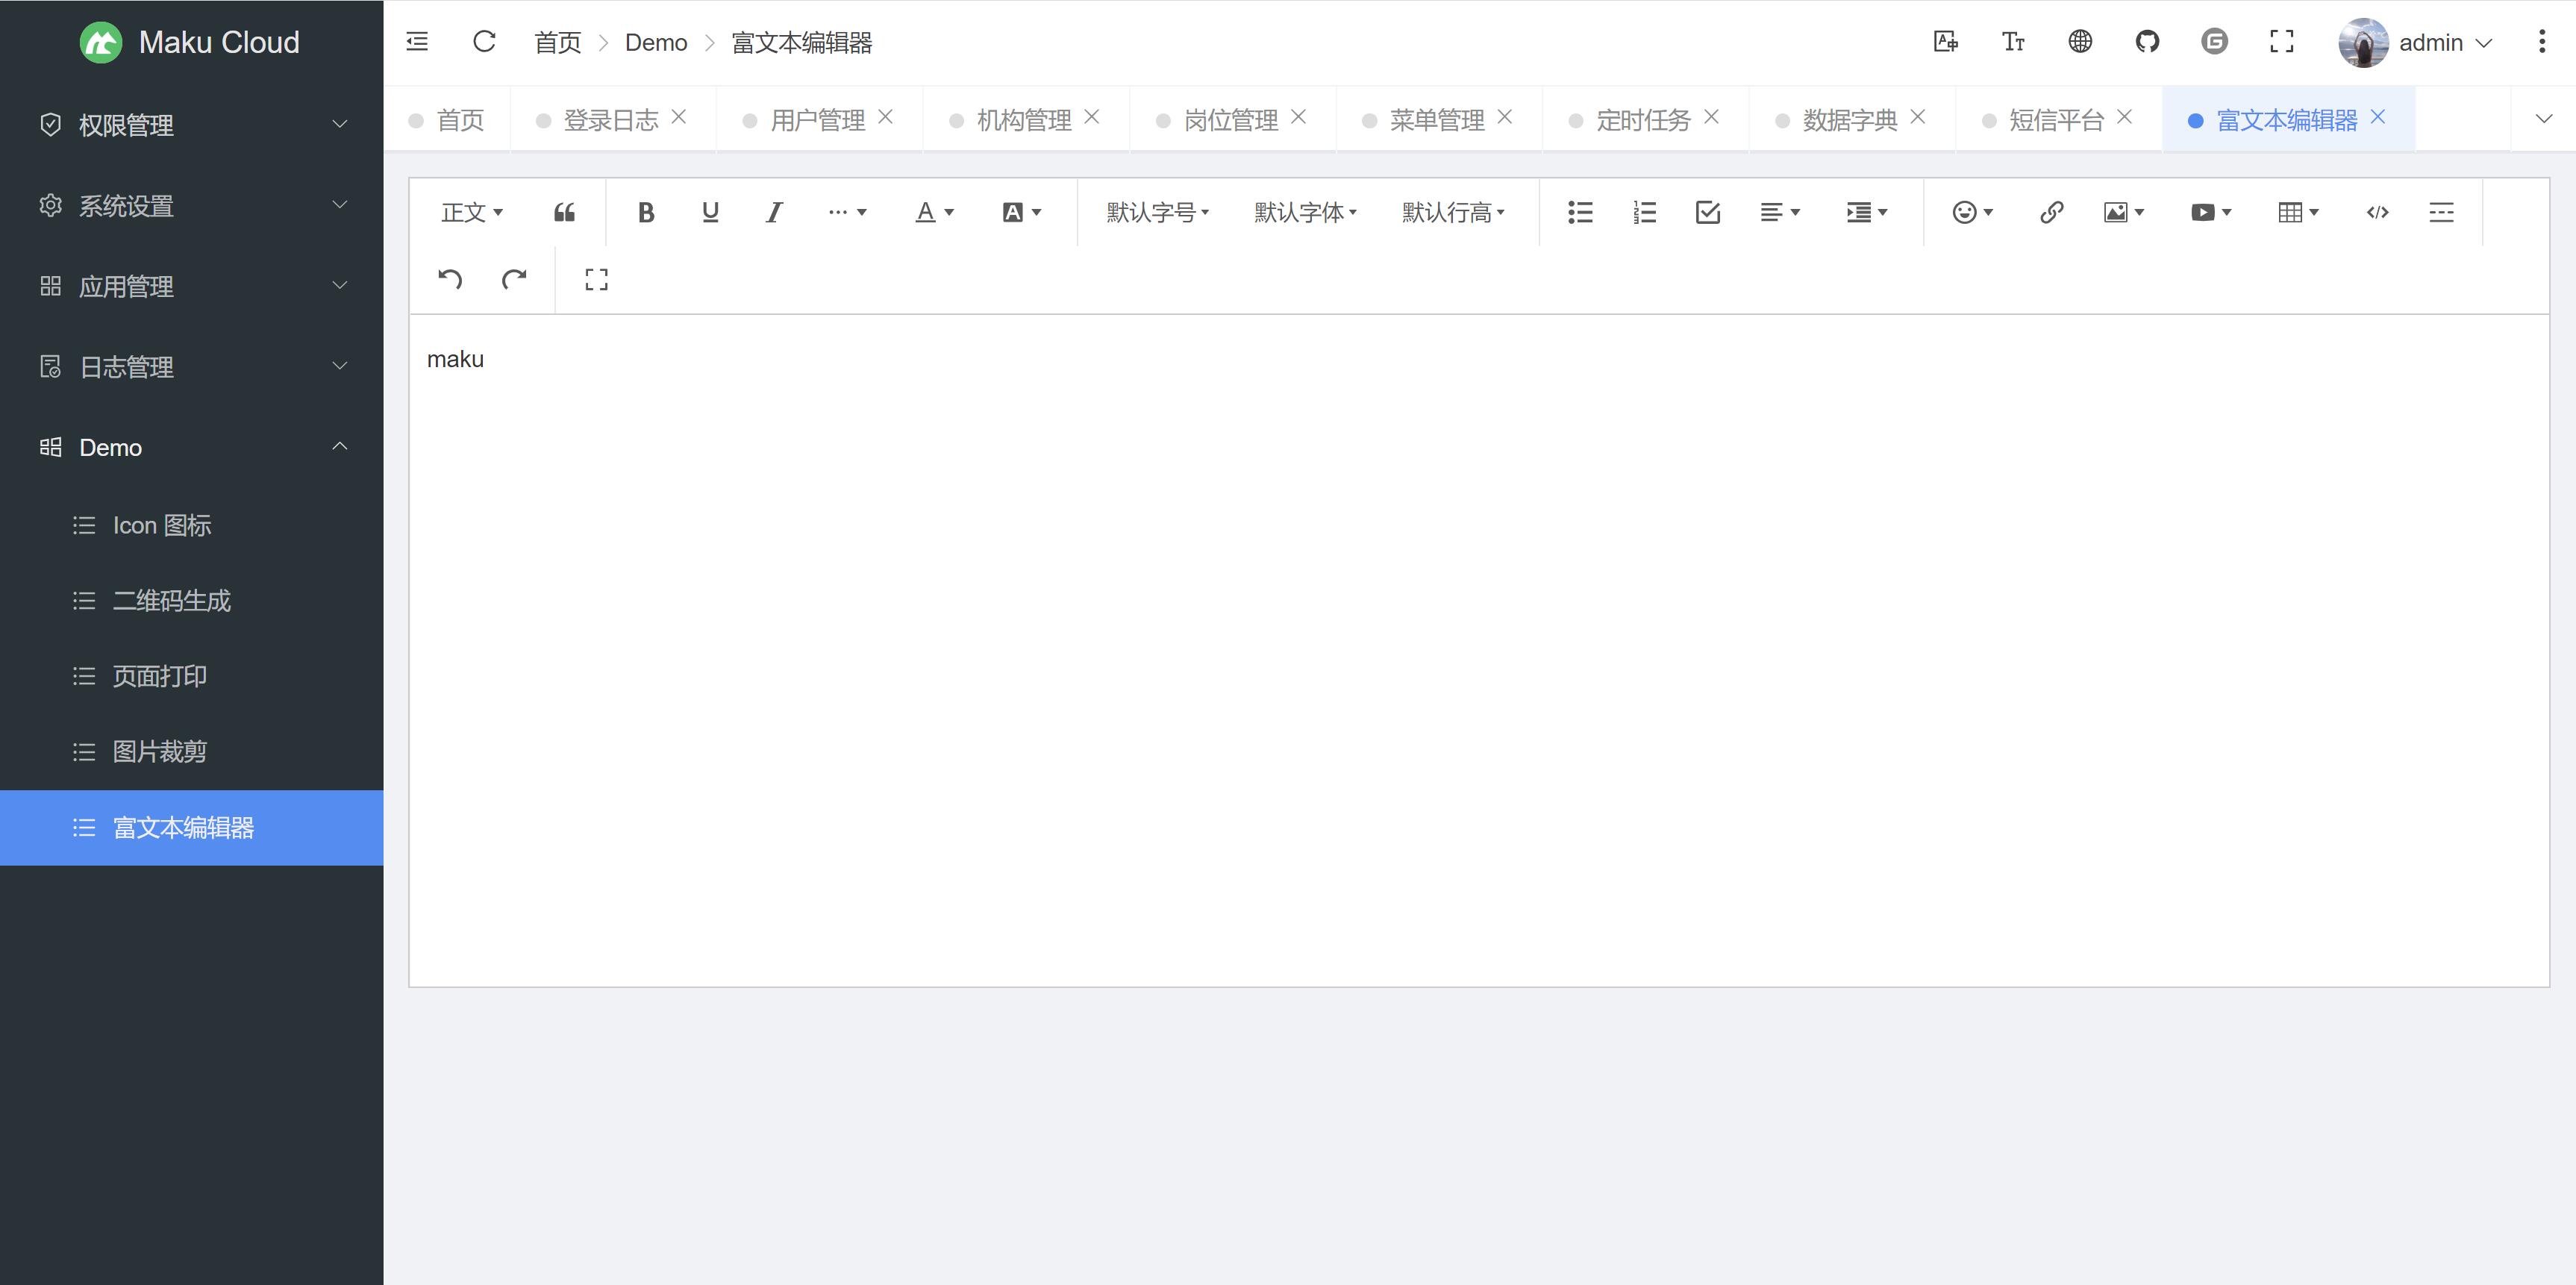 Maku Cloud
首页 Demo 富文本编辑器
admin
首页 登录日志 用户管理 机构管理 岗位管理 菜单管理 定时任务 数据字典 短信平台 富文本编辑器
权限管理
系统设置
应用管理
日志管理
Demo
Icon 图标
二维码生成
页面打印
图片裁剪
富文本编辑器
正文 B U I A A 默认字号 默认字体 默认行高
maku